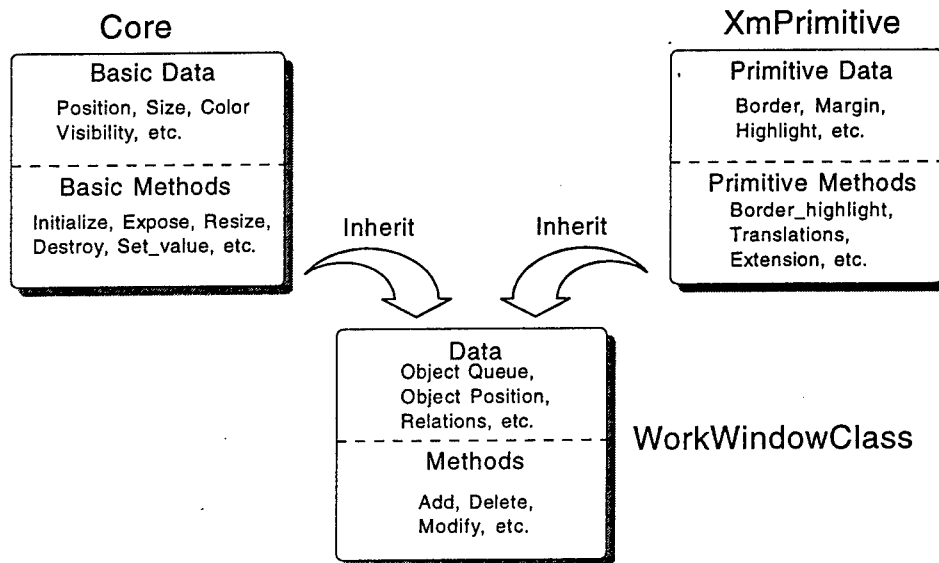 Core
Basic Data
Position, Size, Color
Visibility, etc.
Basic Methods
Initialize, Expose, Resize,
Destroy, Set_value, etc.
XmPrimitive
Primitive Data
Border, Margin,
Highlight, etc.
Primitive Methods
Border_highlight,
Translations,
Extension, etc.
Inherit
Inherit
Data
Object Queue,
Object Position,
Relations, etc.
Methods
Add, Delete,
Modify, etc.
WorkWindowClass